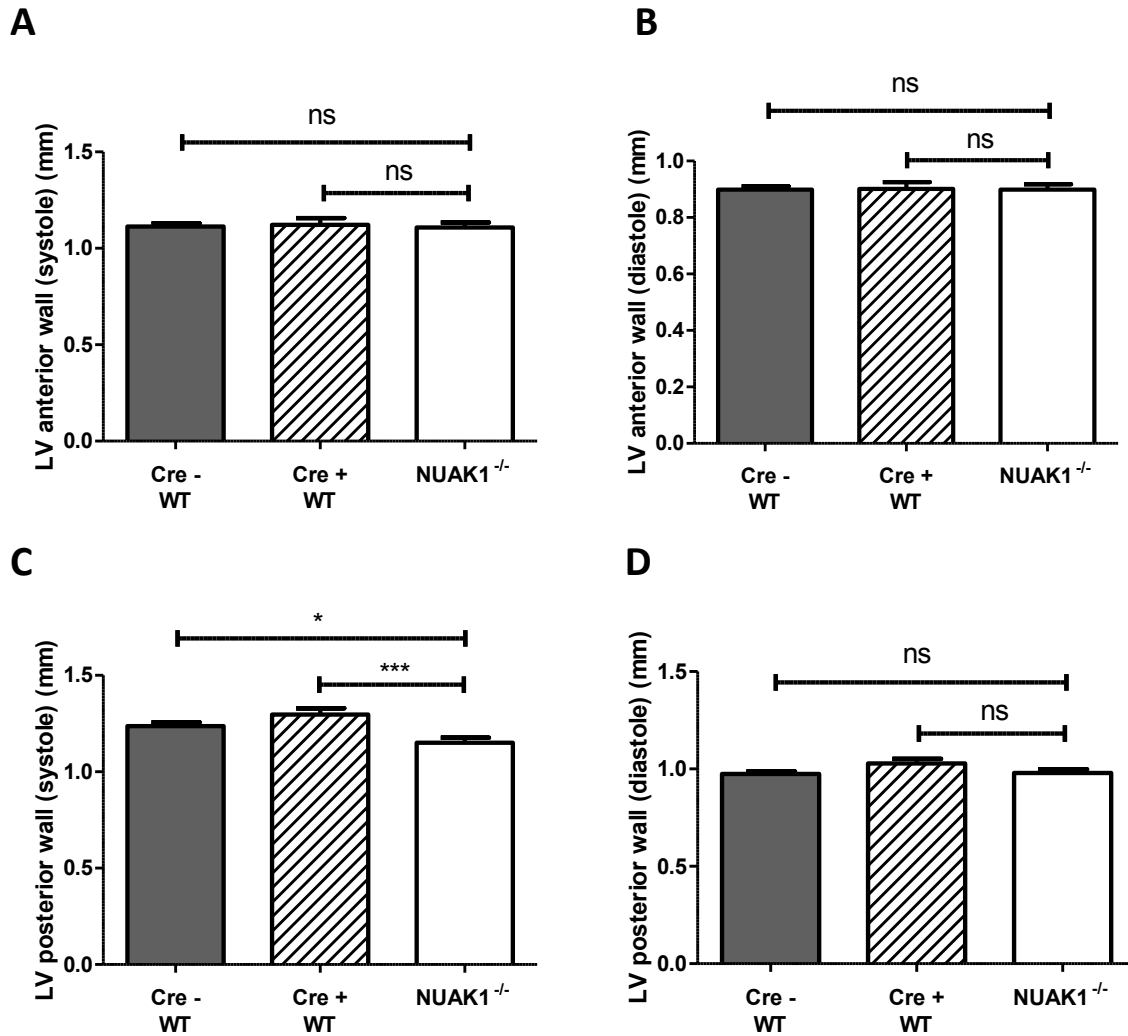 A
LV anterior wall (systole) (mm)
ns
ns
1.5
1.0
0.5
0.0
Cre -
WT
Cre +
WT
NUAK1 -/-
B
LV anterior wall (diastole) (mm)
ns
ns
1.0
0.8
0.6
0.4
0.2
0.0
Cre -
WT
Cre +
WT
NUAK1 -/-
C
LV posterior wall (systole) (mm)
*
***
1.5
1.0
0.5
0.0
Cre -
WT
Cre +
WT
NUAK1 -/-
D
LV posterior wall (diastole) (mm)
ns
ns
1.5
1.0
0.5
0.0
Cre -
WT
Cre +
WT
NUAK1 -/-